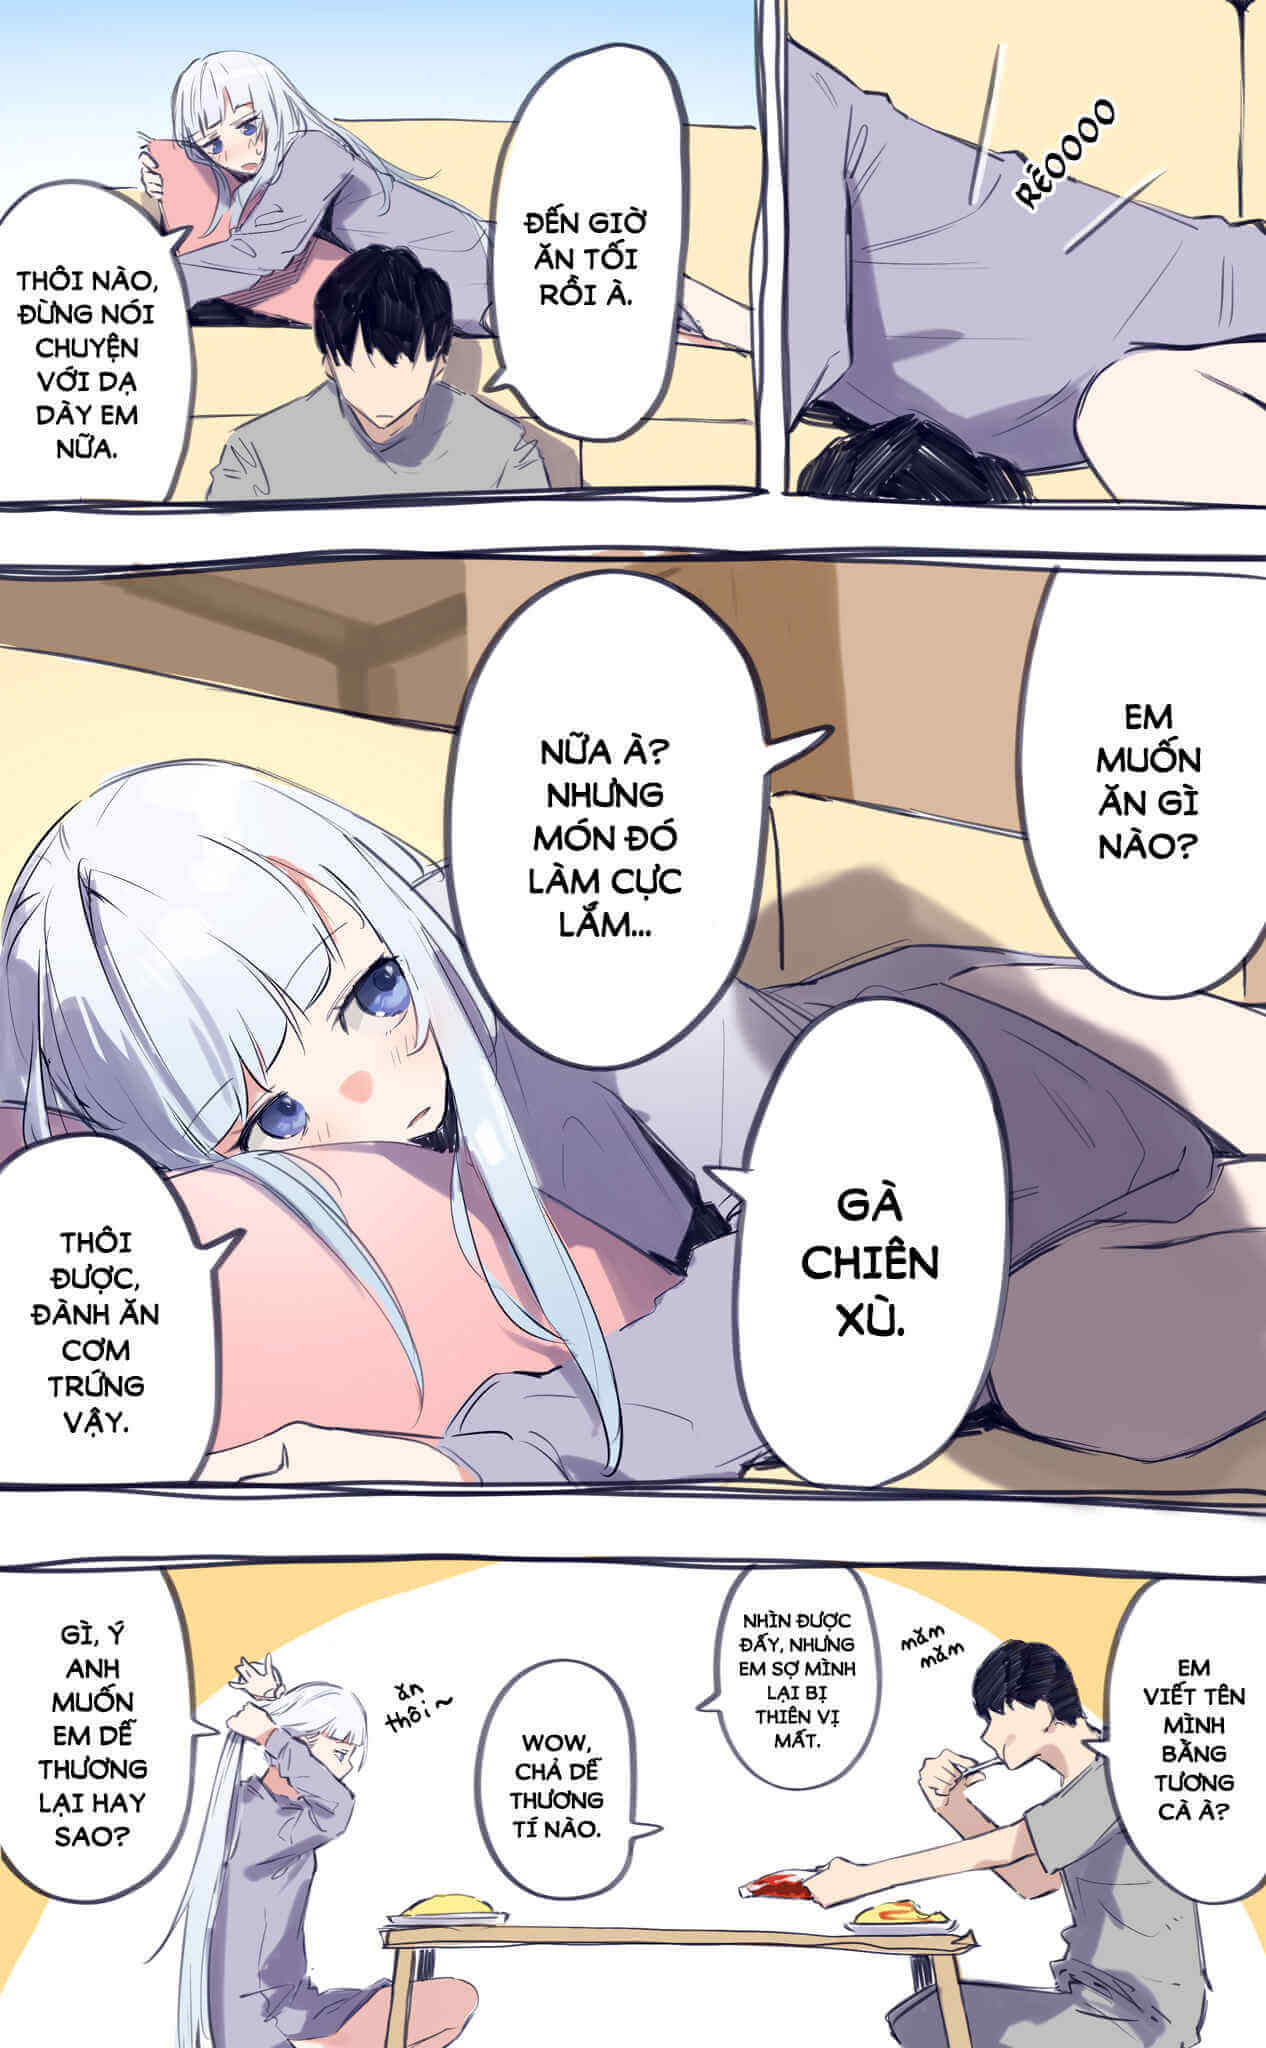 RỘOOOO
ĐẾN GIỜ
ĂN TỐI
RỒI À.
THÔI NÀO,
ĐỪNG NÓI
CHUYỆN
VỚI DẠ
DÀY EM
NỮA.
EM
MUỐN
ĂN GÌ
NÀO?
GÀ
CHIÊN
XÙ.
NỮA À?
NHƯNG
MÓN ĐÓ
LÀM CỰC
LẮM...
THÔI
ĐƯỢC,
ĐÀNH ĂN
CƠM
TRỨNG
VẬY.
EM
VIẾT TÊN
MÌNH
BẰNG
TƯƠNG
CÀ À?
măm
măm
NHÌN ĐƯỢC
ĐẤY, NHƯNG
EM SỢ MÌNH
LẠI BỊ
THIÊN VỊ
MẤT.
WOW,
CHẢ DỄ
THƯƠNG
TÍ NÀO.
ăn
thôi~
GÌ, Ý
ANH
MUỐN
EM DỄ
THƯƠNG
LẠI HAY
SAO?